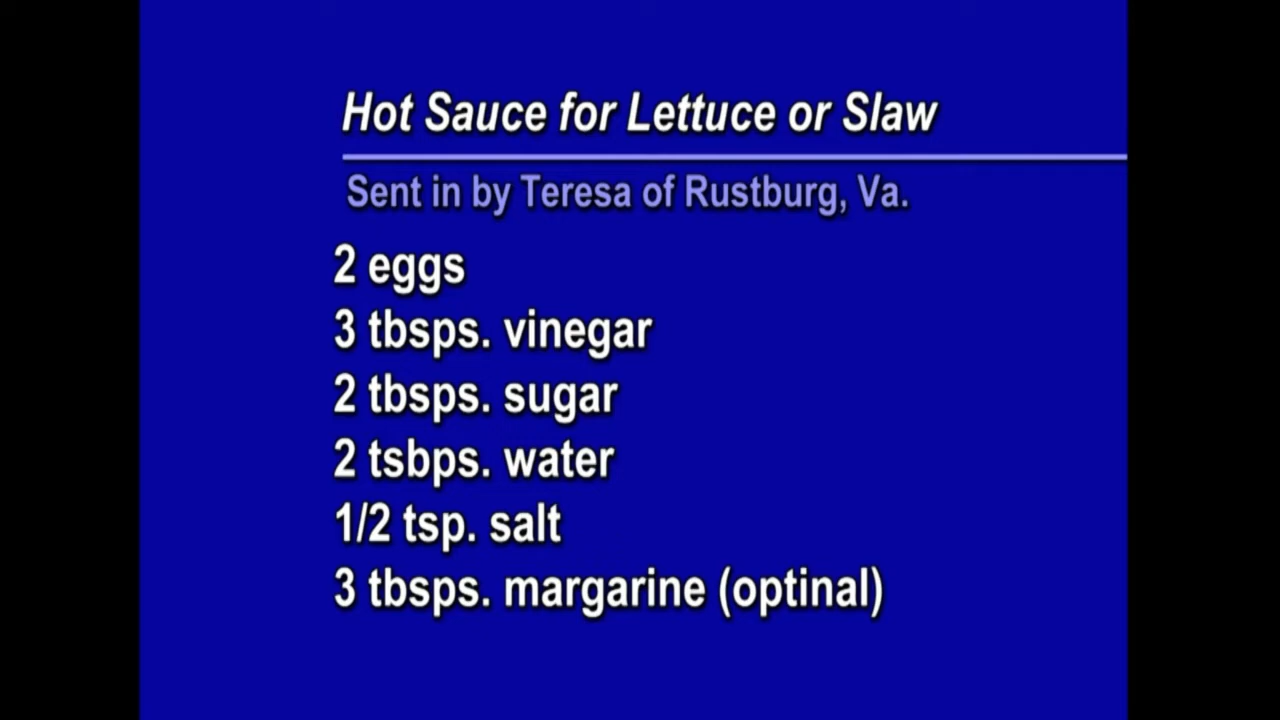 Hot Sauce for Lettuce or Slaw
Sent in by Teresa of Rustburg, Va.
2 eggs
3 tbsps. vinegar
2 tbsps. sugar
2 tsbps. water
1/2 tsp. salt
3 tbsps. margarine (optinal)